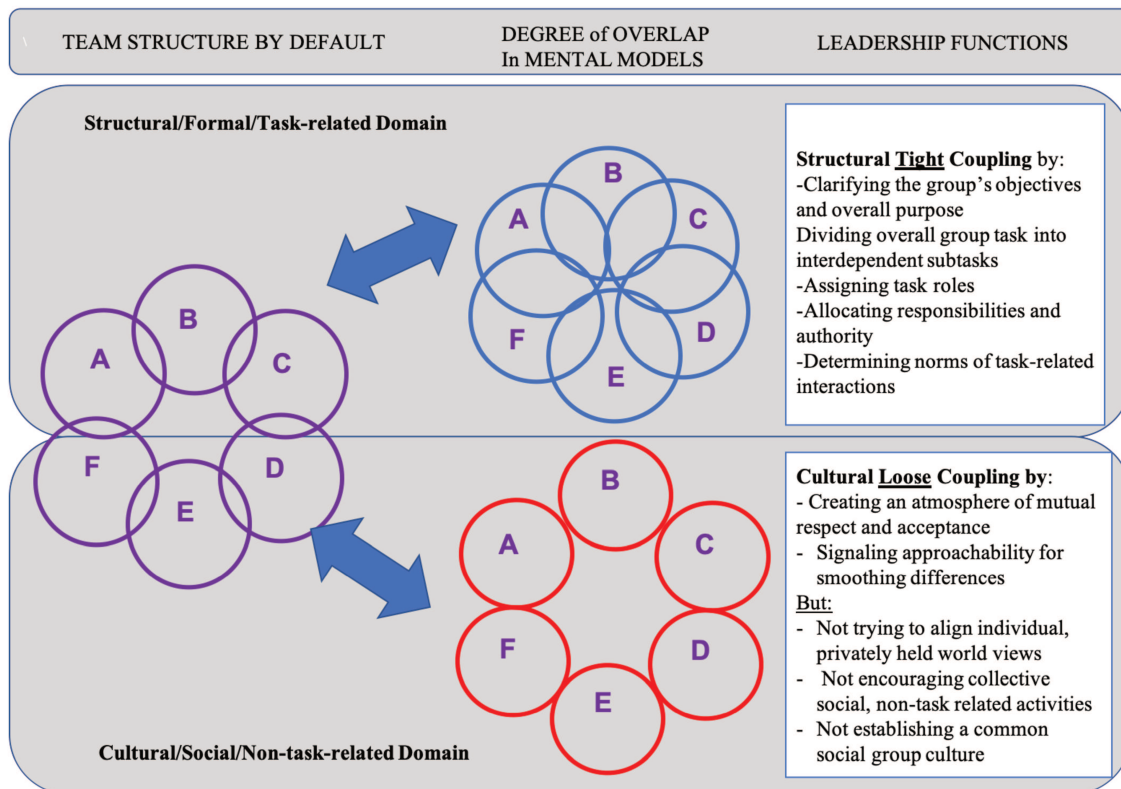 \
TEAM STRUCTURE BY DEFAULT
DEGREE of OVERLAP
In MENTAL MODELS
LEADERSHIP FUNCTIONS
Structural/Formal/Task-related Domain
B
A
C
F
D
E
B
A
C
F
D
E
Structural Tight Coupling by:
-Clarifying the group's objectives
and overall purpose
Dividing overall group task into
interdependent subtasks
-Assigning task roles
-Allocating responsibilities and
authority
-Determining norms of task-related
interactions
B
A
C
F
D
E
Cultural/Social/Non-task-related Domain
Cultural Loose Coupling by:
- Creating an atmosphere of mutual
respect and acceptance
- Signaling approachability for
smoothing differences
But:
- Not trying to align individual,
privately held world views
- Not encouraging collective
social, non-task related activities
- Not establishing a common
social group culture